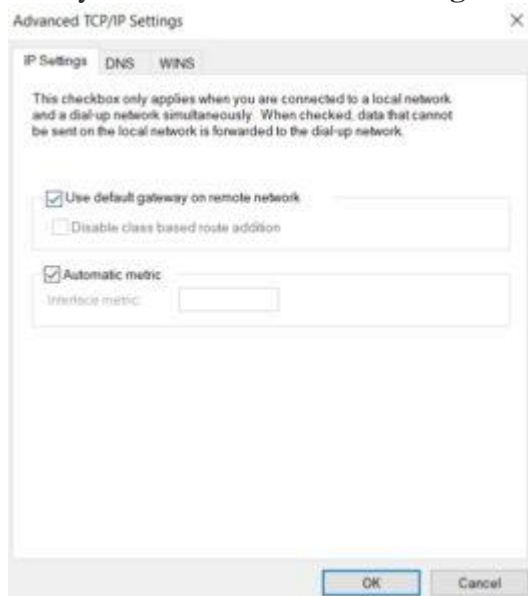 Advanced TCP/IP Settings
IP Settings DNS WINS
This checkbox only applies when you are connected to a local network
and a dial-up network simultaneously. When checked, data that cannot
be sent on the local network is forwarded to the dial-up network.
Use default gateway on remote network
Disable class based route addition
Automatic metric
Interface metric:
OK Cancel